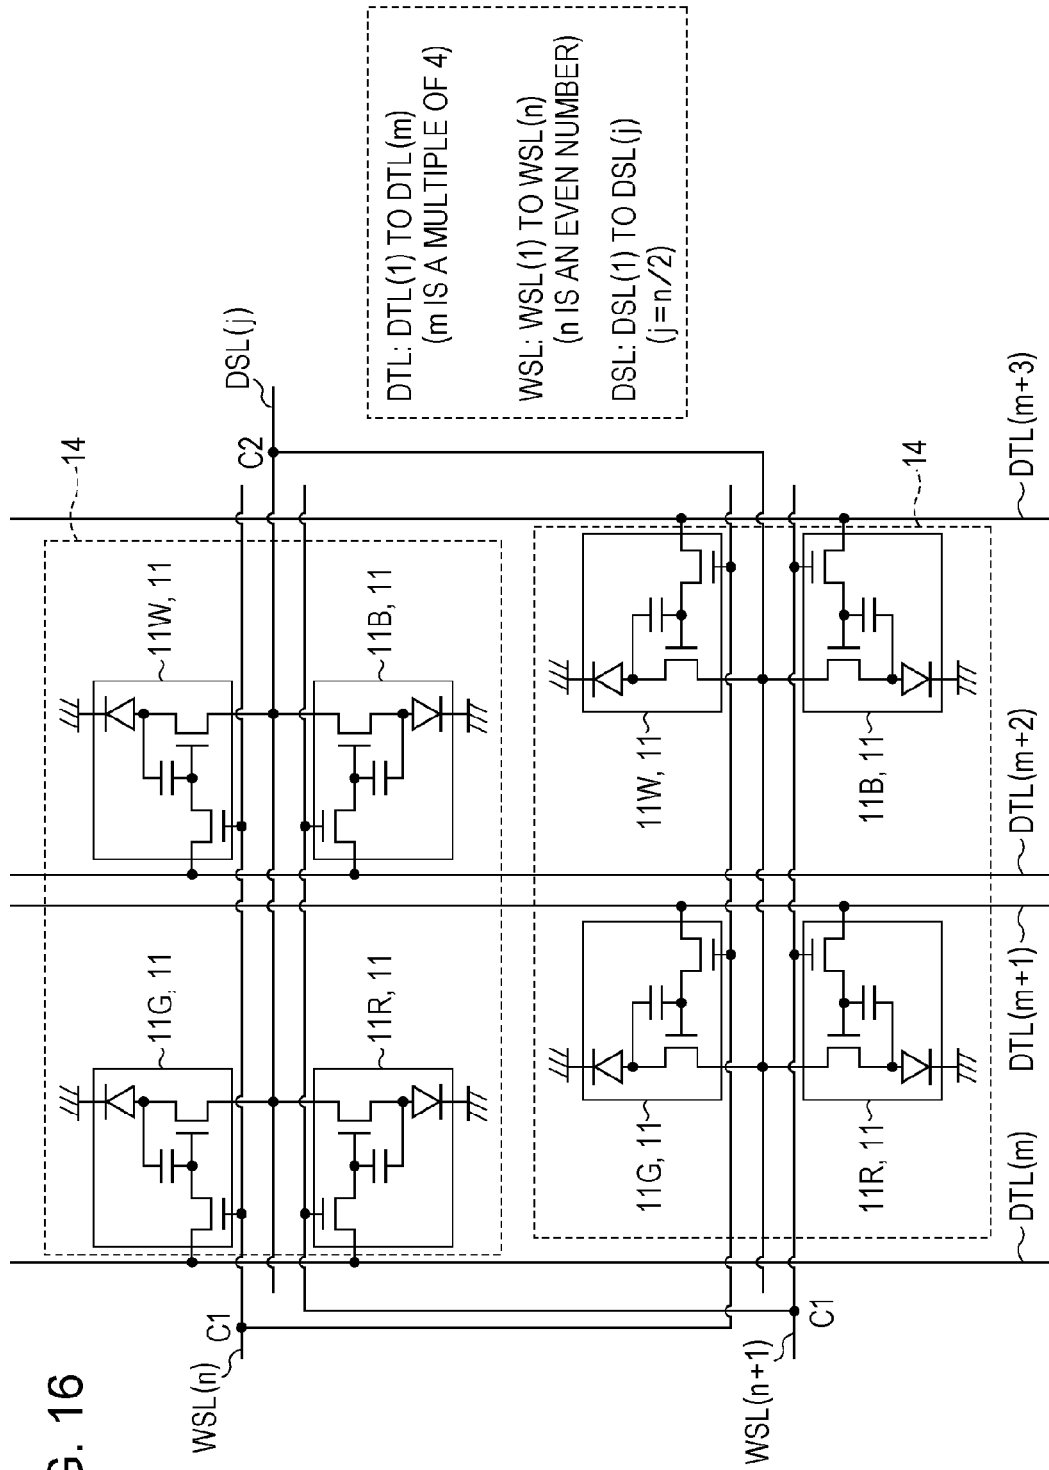 G. 16
WSL(n)
C1
11G, 11
11R, 11
11W, 11
11B, 11
14
C2
DSL(j)
DTL: DTL(1) TO DTL(m)
(m IS A MULTIPLE OF 4)
WSL: WSL(1) TO WSL(n)
(n IS AN EVEN NUMBER)
DSL: DSL(1) TO DSL(j)
(j=n/2)
WSL(n+1)
C1
11G, 11
11R, 11
11W, 11
11B, 11
14
DTL(m)
DTL(m+1)
DTL(m+2)
DTL(m+3)